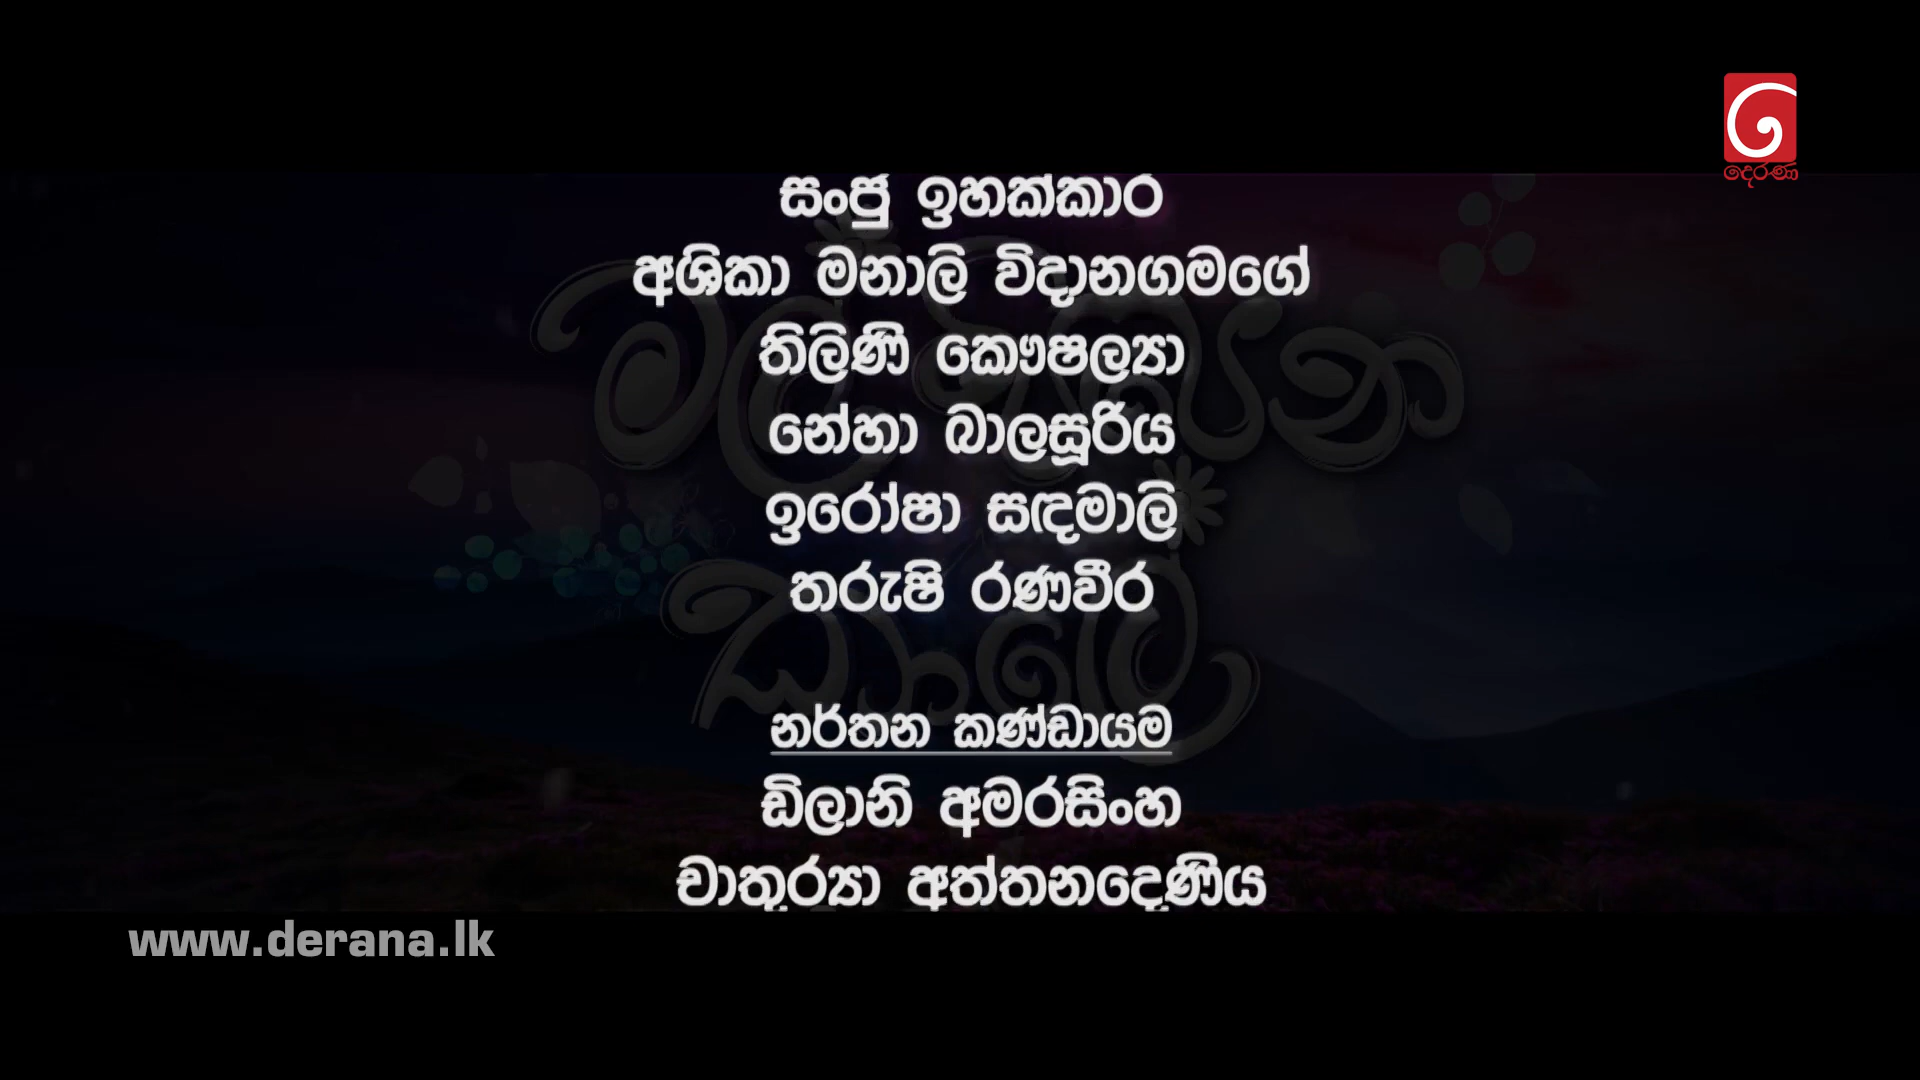 දෙරණ
සංජු ඉහක්කාර
අශිකා මනාලි විදානගමගේ
තිලිණි කෞෂල්‍යා
නේහා බාලසූරිය
ඉරෝෂා සඳමාලි
තරුෂි රණවීර
නර්තන කණ්ඩායම
ඩිලානි අමරසිංහ
චාතුර්‍යා අත්තනදෙණිය
www.derana.lk